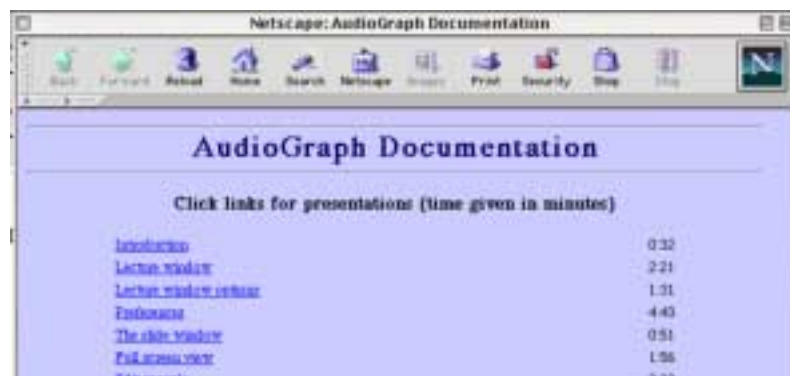 Netscape: AudioGraph Documentation
Back Forward Reload Home Search Netscape Images Print Security Shop Stop
N
AudioGraph Documentation
Click links for presentations (time given in minutes)
Introduction 0:32
Lecture window 2:21
Lecture window options 1:31
Preferences 4:43
The slide window 0:51
Full screen view 1:56